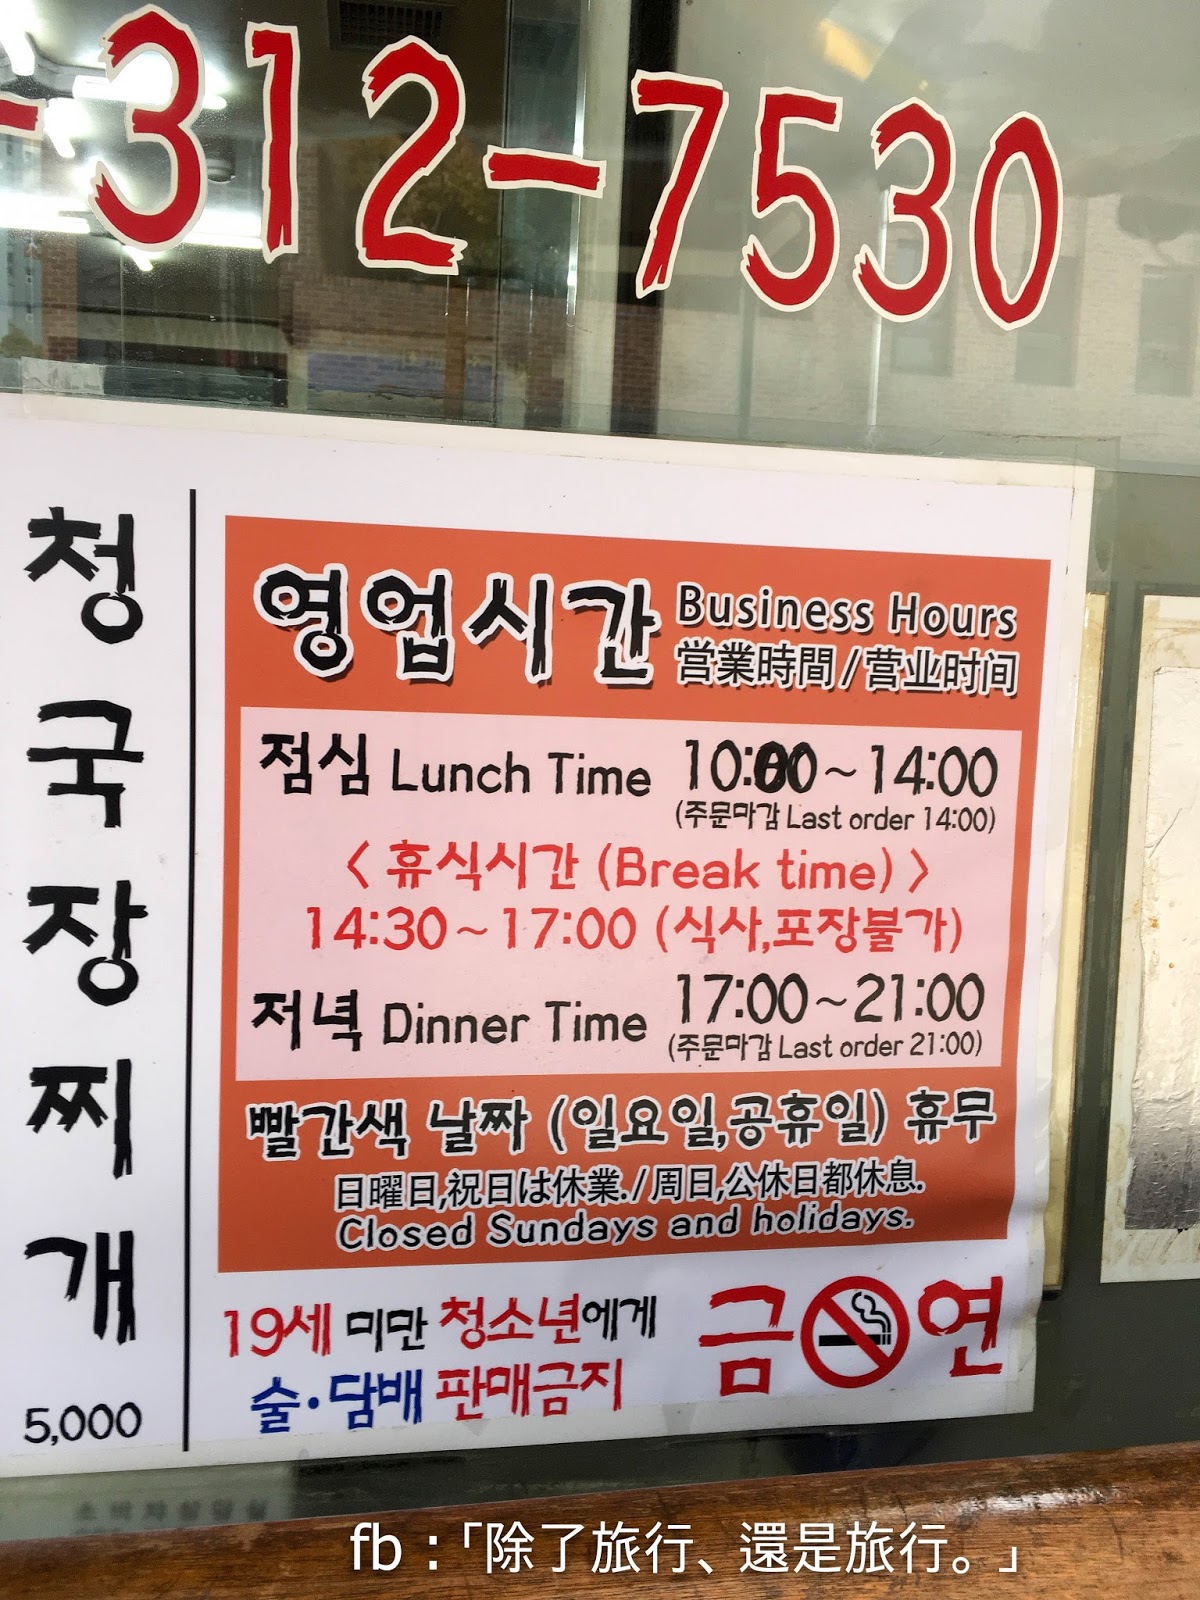 -312-7530
청국장찌개
5,000
영업시간 Business Hours
営業時間/营业时间
점심 Lunch Time 10:00~14:00
(주문마감 Last order 14:00)
< 휴식시간 (Break time) >
14:30~17:00 (식사,포장불가)
저녁 Dinner Time 17:00~21:00
(주문마감 Last order 21:00)
빨간색 날짜 (일요일,공휴일) 휴무
日曜日,祝日は休業./周日,公休日都休息.
Closed Sundays and holidays.
19세 미만 청소년에게
술·담배 판매금지
금연
fb:「除了旅行、還是旅行。」